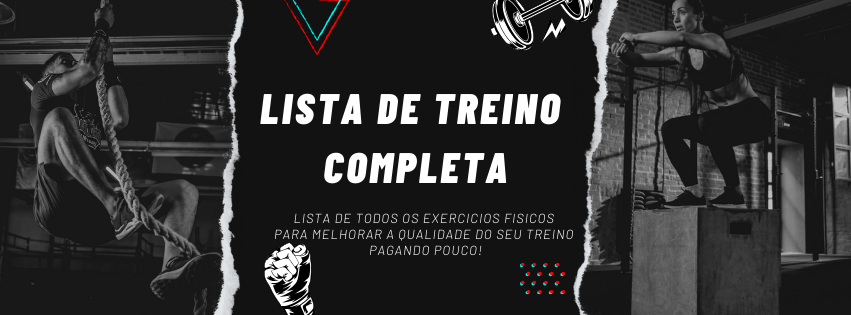 LISTA DE TREINO
COMPLETA
LISTA DE TODOS OS EXERCICIOS FISICOS
PARA MELHORAR A QUALIDADE DO SEU TREINO
PAGANDO POUCO!